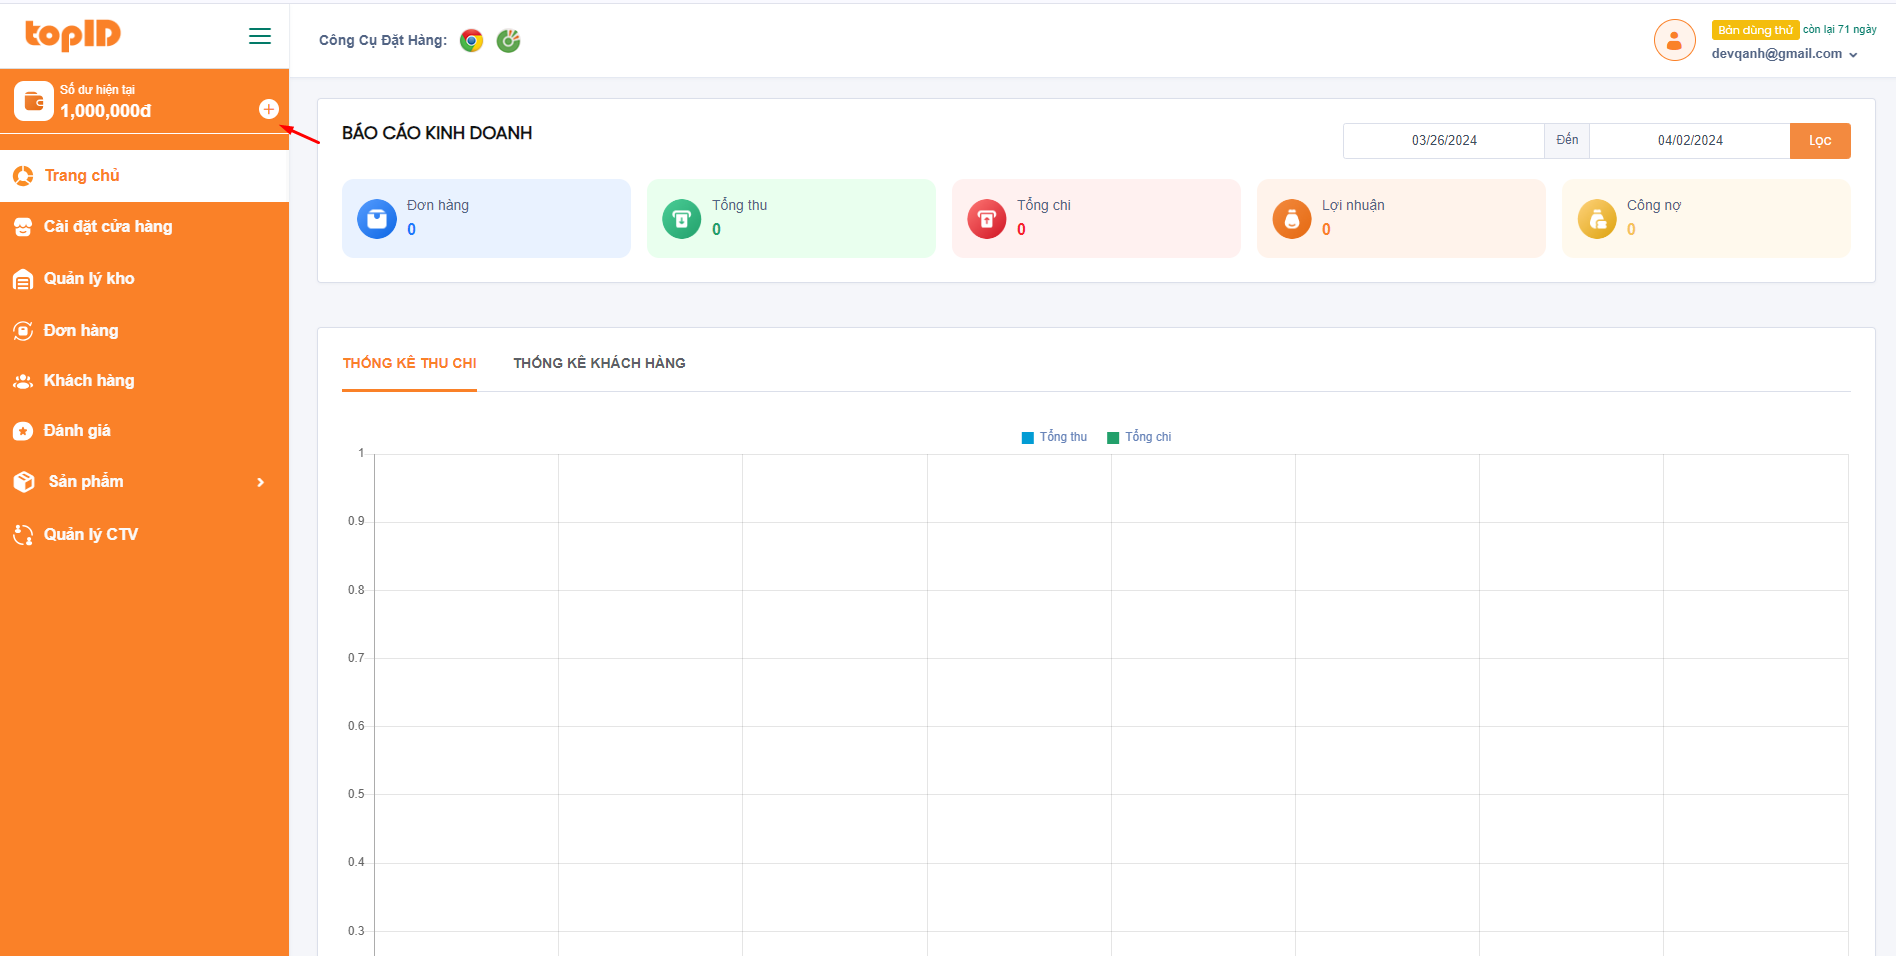 topID
Công Cụ Đặt Hàng:
Bản dùng thử còn lại 71 ngày
devqanh@gmail.com
Số dư hiện tại
1,000,000đ
Trang chủ
Cài đặt cửa hàng
Quản lý kho
Đơn hàng
Khách hàng
Đánh giá
Sản phẩm
Quản lý CTV
BÁO CÁO KINH DOANH
03/26/2024 Đến 04/02/2024 Lọc
Đơn hàng
0
Tổng thu
0
Tổng chi
0
Lợi nhuận
0
Công nợ
0
THỐNG KÊ THU CHI THỐNG KÊ KHÁCH HÀNG
Tổng thu Tổng chi
1
0.9
0.8
0.7
0.6
0.5
0.4
0.3